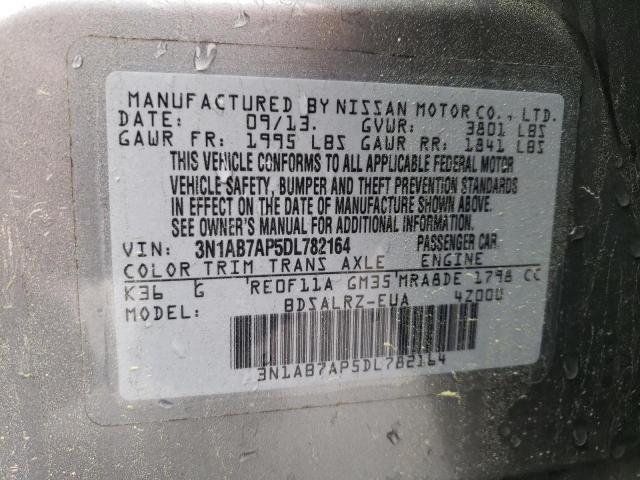 MANUFACTURED BY NISSAN MOTOR CO., LTD.
DATE: 09/13. GVWR: 3801 LBS
GAWR FR: 1995 LBS GAWR RR: 1841 LBS
THIS VEHICLE CONFORMS TO ALL APPLICABLE FEDERAL MOTOR
VEHICLE SAFETY, BUMPER AND THEFT PREVENTION STANDARDS
IN EFFECT ON THE DATE OF MANUFACTURE SHOWN ABOVE.
SEE OWNER'S MANUAL FOR ADDITIONAL INFORMATION.
VIN: 3N1AB7AP5DL782164 PASSENGER CAR
COLOR TRIM TRANS AXLE ENGINE
K36 G 'RE0F11A GM35'MRA8DE 1798 CC
BDSALRZ-EUA 4Z00U
3N1AB7AP5DL782164